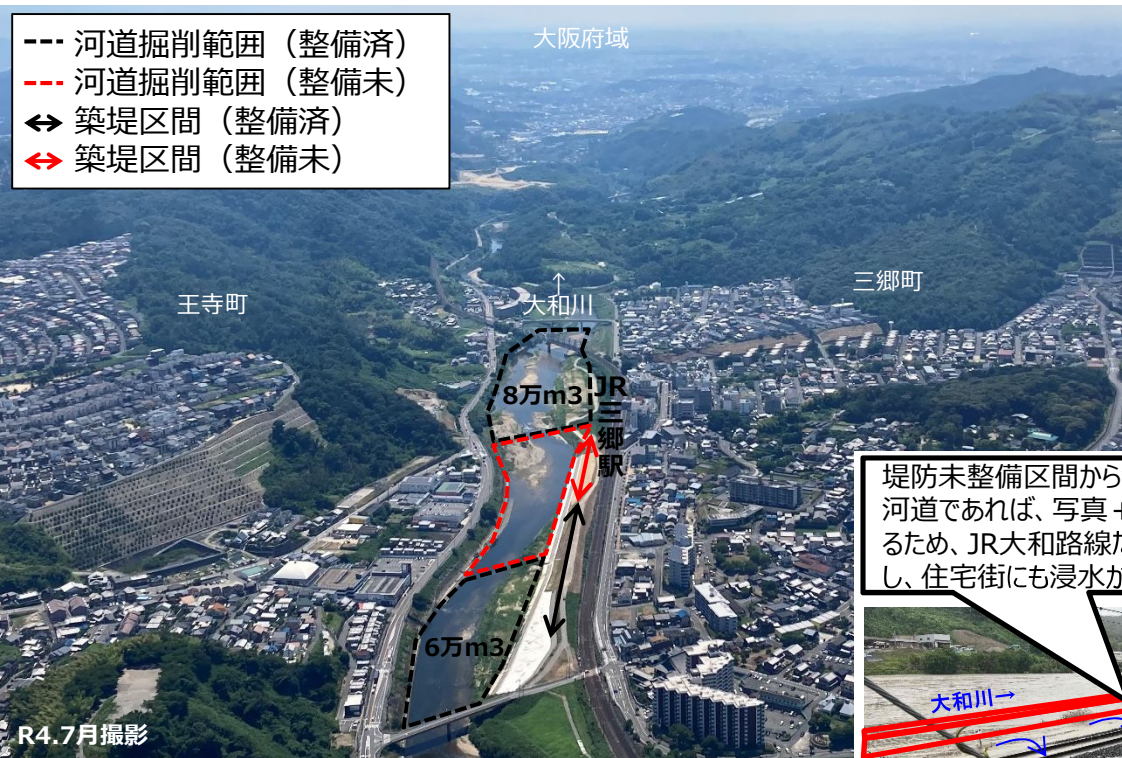 河道掘削範囲（整備済）
河道掘削範囲（整備未）
築堤区間（整備済）
築堤区間（整備未）
大阪府域
王寺町
↑
大和川
三郷町
8万m3
JR三郷駅
6万m3
堤防未整備区間から
河道であれば、写真+
るため、JR大和路線
し、住宅街にも浸水が
大和川→
R4.7月撮影